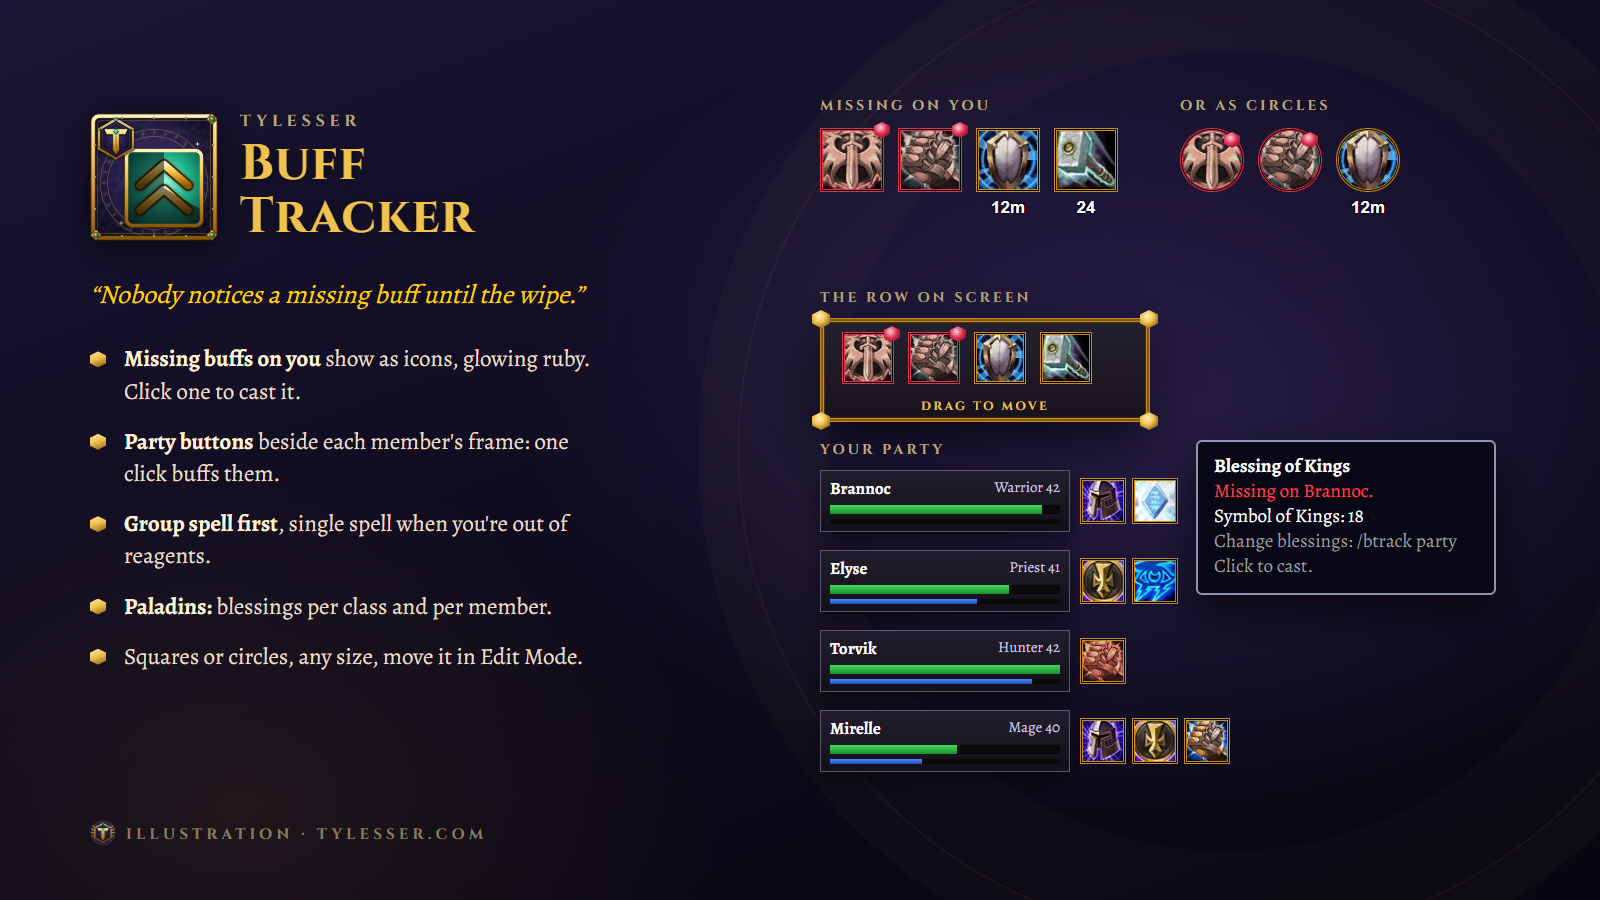 TYLESSER
BUFF
TRACKER
“Nobody notices a missing buff until the wipe.”
Missing buffs on you show as icons, glowing ruby.
Click one to cast it.
Party buttons beside each member's frame: one
click buffs them.
Group spell first, single spell when you're out of
reagents.
Paladins: blessings per class and per member.
Squares or circles, any size, move it in Edit Mode.
ILLUSTRATION · TYLESSER.COM
MISSING ON YOU
12m
24
OR AS CIRCLES
12m
THE ROW ON SCREEN
DRAG TO MOVE
YOUR PARTY
Brannoc
Warrior 42
Elyse
Priest 41
Torvik
Hunter 42
Mirelle
Mage 40
Blessing of Kings
Missing on Brannoc.
Symbol of Kings: 18
Change blessings: /btrack party
Click to cast.